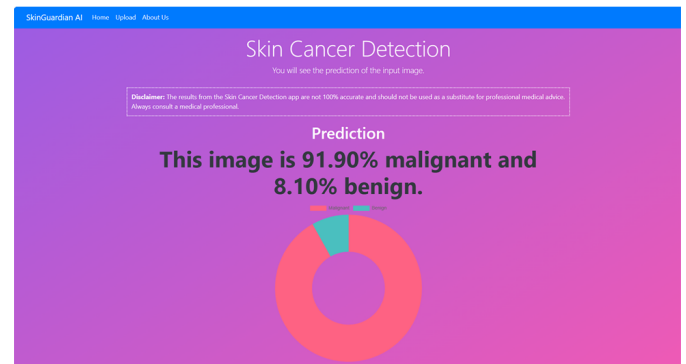 SkinGuardian AI Home Upload About Us
Skin Cancer Detection
You will see the prediction of the input image.
Disclaimer: The results from the Skin Cancer Detection app are not 100% accurate and should not be used as a substitute for professional medical advice.
Always consult a medical professional.
Prediction
This image is 91.90% malignant and
8.10% benign.
Malignant Benign